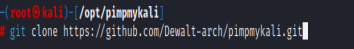 -(root㉿kali)-[/opt/pimpmykali]
# git clone https://github.com/Dewalt-arch/pimpmykali.git